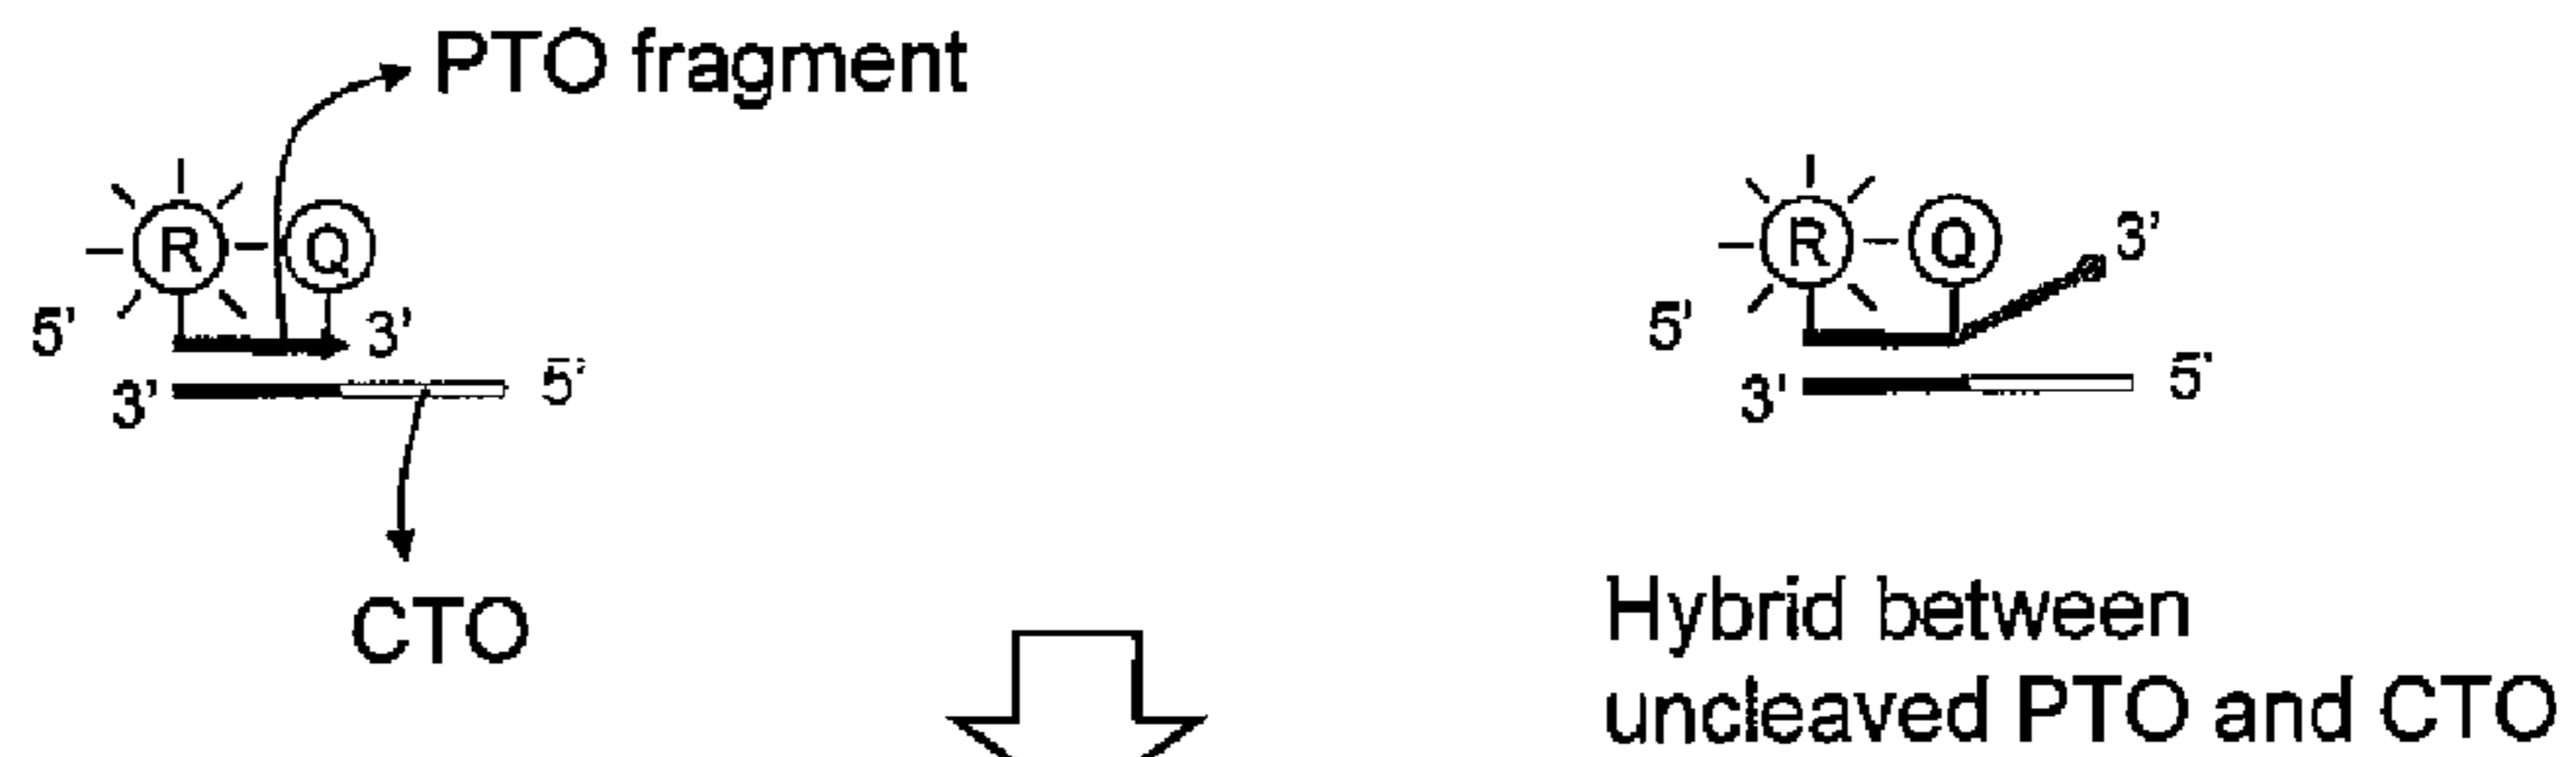 PTO fragment
R Q
5' 3'
3' 5'
CTO
R Q 3'
5'
3' 5'
Hybrid between
uncleaved PTO and CTO